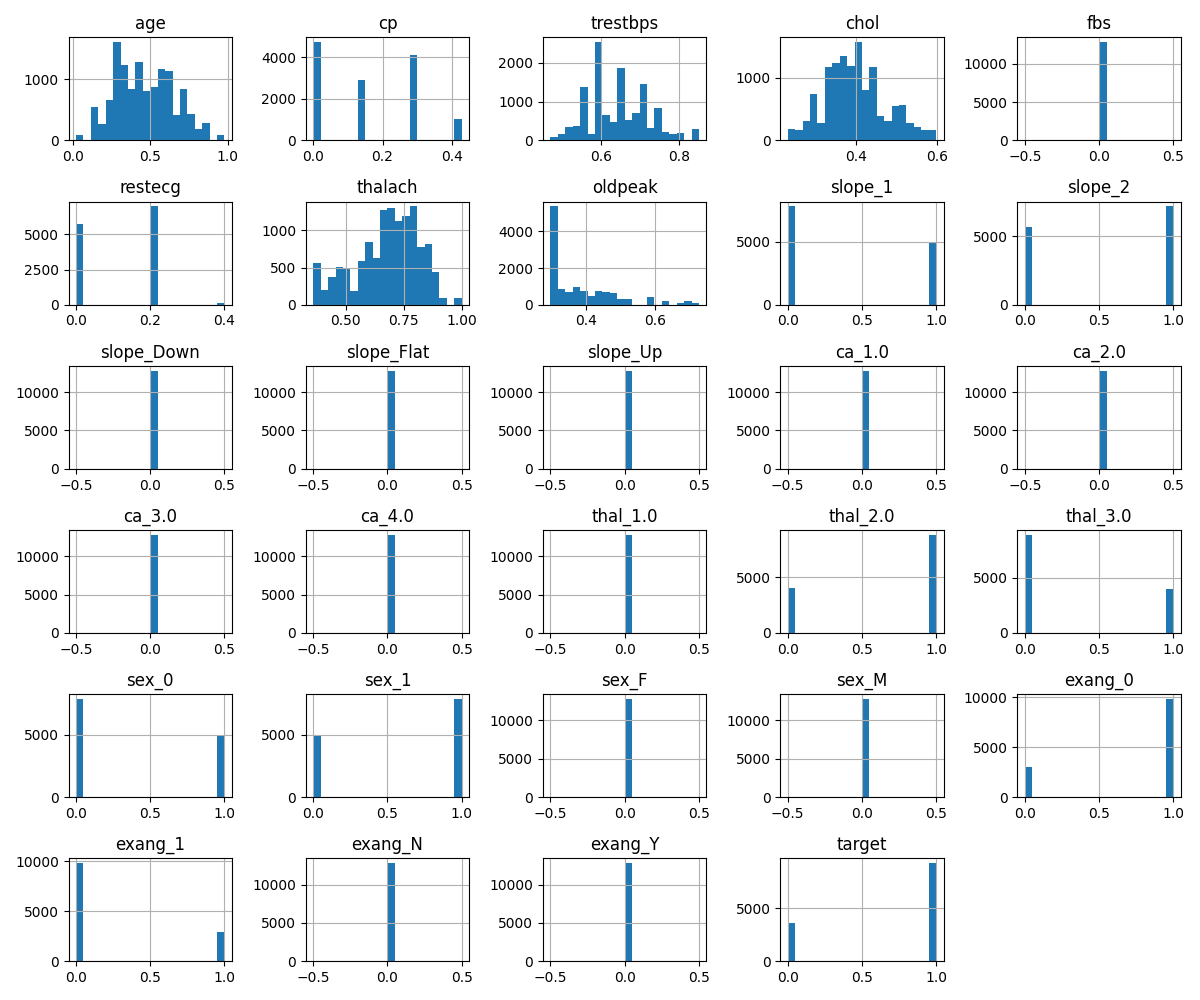 age cp trestbps chol fbs
1000 4000 2000 1000 10000
2000 1000 5000
0 0 0 0 0
0.0 0.5 1.0 0.0 0.2 0.4 0.6 0.8 0.4 0.6 −0.5 0.0 0.5
restecg thalach oldpeak slope_1 slope_2
5000 1000 4000 5000 5000
2500 500 2000
0 0 0 0 0
0.0 0.2 0.4 0.50 0.75 1.00 0.4 0.6 0.0 0.5 1.0 0.0 0.5 1.0
slope_Down slope_Flat slope_Up ca_1.0 ca_2.0
10000 10000 10000 10000 10000
5000 5000 5000 5000 5000
0 0 0 0 0
−0.5 0.0 0.5 −0.5 0.0 0.5 −0.5 0.0 0.5 −0.5 0.0 0.5 −0.5 0.0 0.5
ca_3.0 ca_4.0 thal_1.0 thal_2.0 thal_3.0
10000 10000 10000 5000 5000
5000 5000 5000
0 0 0 0 0
−0.5 0.0 0.5 −0.5 0.0 0.5 −0.5 0.0 0.5 0.0 0.5 1.0 0.0 0.5 1.0
sex_0 sex_1 sex_F sex_M exang_0
5000 5000 10000 10000 10000
5000 5000 5000
0 0 0 0 0
0.0 0.5 1.0 0.0 0.5 1.0 −0.5 0.0 0.5 −0.5 0.0 0.5 0.0 0.5 1.0
exang_1 exang_N exang_Y target
10000 10000 10000 5000
5000 5000 5000
0 0 0 0
0.0 0.5 1.0 −0.5 0.0 0.5 −0.5 0.0 0.5 0.0 0.5 1.0